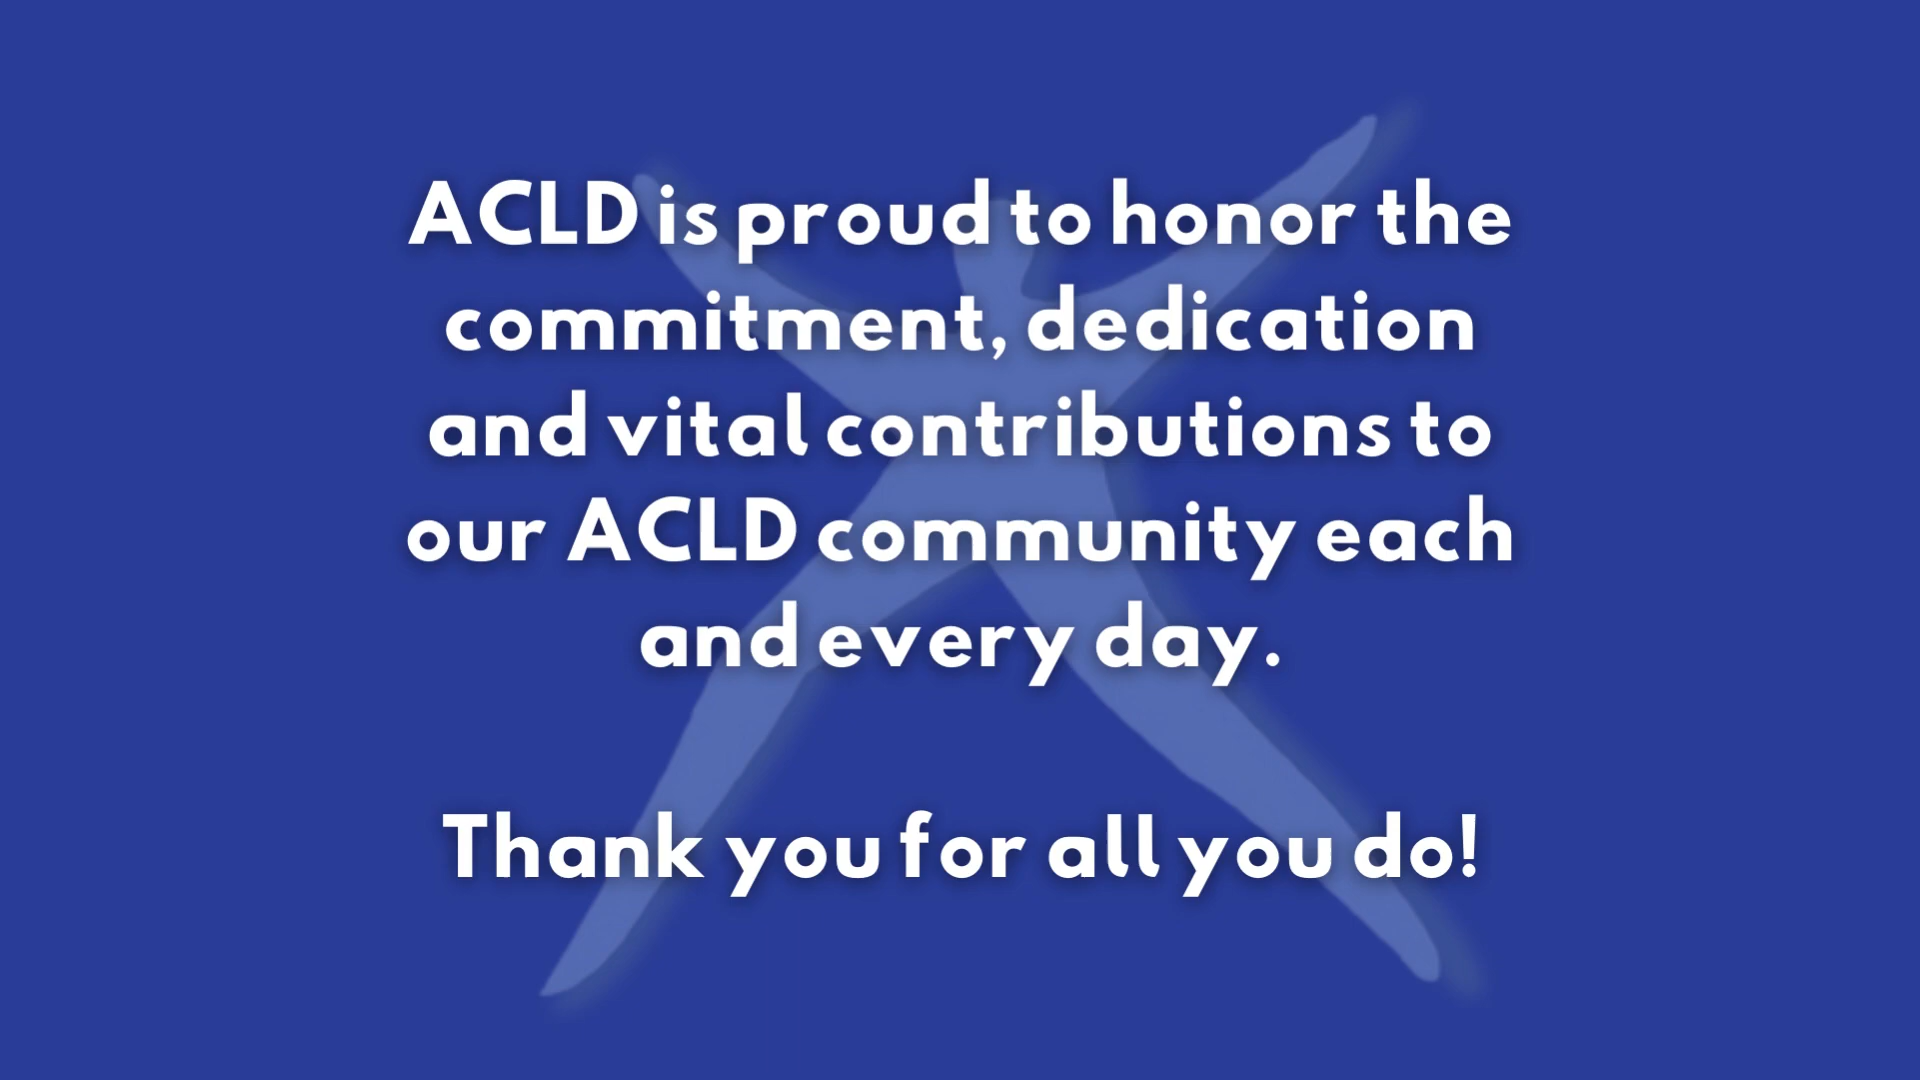 ACLD is proud to honor the
commitment, dedication
and vital contributions to
our ACLD community each
and every day.
Thank you for all you do!